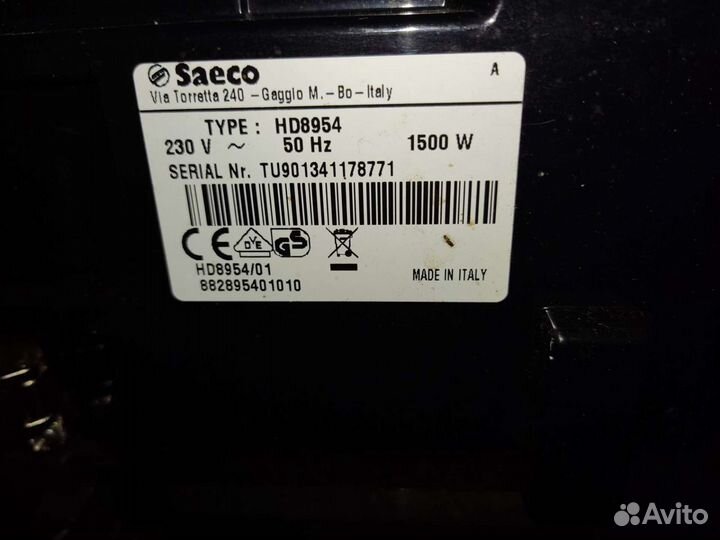 Saeco A
Via Torretta 240 - Gaggio M. - Bo - Italy
TYPE : HD8954
230 V ~ 50 Hz 1500 W
SERIAL Nr. TU901341178771
CE DVE GS
HD8954/01 MADE IN ITALY
882895401010
Avito